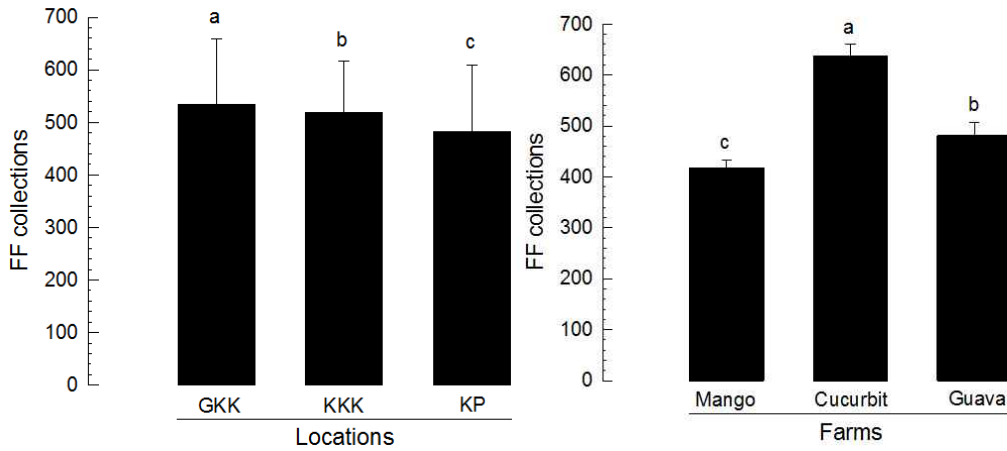 700
600
500
400
300
200
100
0
FF collections
a
b
c
GKK KKK KP
Locations
700
600
500
400
300
200
100
0
FF collections
c
a
b
Mango Cucurbit Guava
Farms